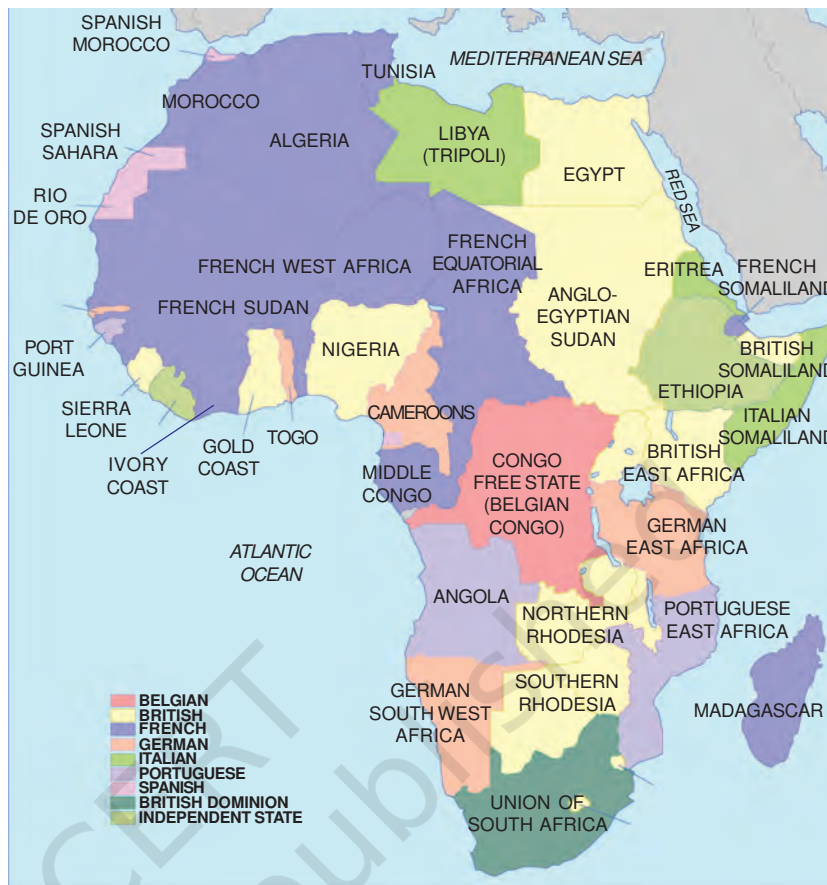 SPANISH
MOROCCO
MEDITERRANEAN SEA
TUNISIA
MOROCCO
ALGERIA
LIBYA
(TRIPOLI)
SPANISH
SAHARA
EGYPT
RIO
DE ORO
RED SEA
FRENCH WEST AFRICA
FRENCH
EQUATORIAL
AFRICA
ERITREA
FRENCH
SOMALILAND
FRENCH SUDAN
ANGLO-
EGYPTIAN
SUDAN
PORT
GUINEA
NIGERIA
BRITISH
SOMALILAND
ETHIOPIA
SIERRA
LEONE
CAMEROONS
ITALIAN
SOMALILAND
IVORY
COAST
GOLD
COAST
TOGO
BRITISH
EAST AFRICA
MIDDLE
CONGO
CONGO
FREE STATE
(BELGIAN
CONGO)
GERMAN
EAST AFRICA
ATLANTIC
OCEAN
ANGOLA
NORTHERN
RHODESIA
PORTUGUESE
EAST AFRICA
GERMAN
SOUTH WEST
AFRICA
SOUTHERN
RHODESIA
MADAGASCAR
BELGIAN
BRITISH
FRENCH
GERMAN
ITALIAN
PORTUGUESE
SPANISH
BRITISH DOMINION
INDEPENDENT STATE
UNION OF
SOUTH AFRICA
CERT
published